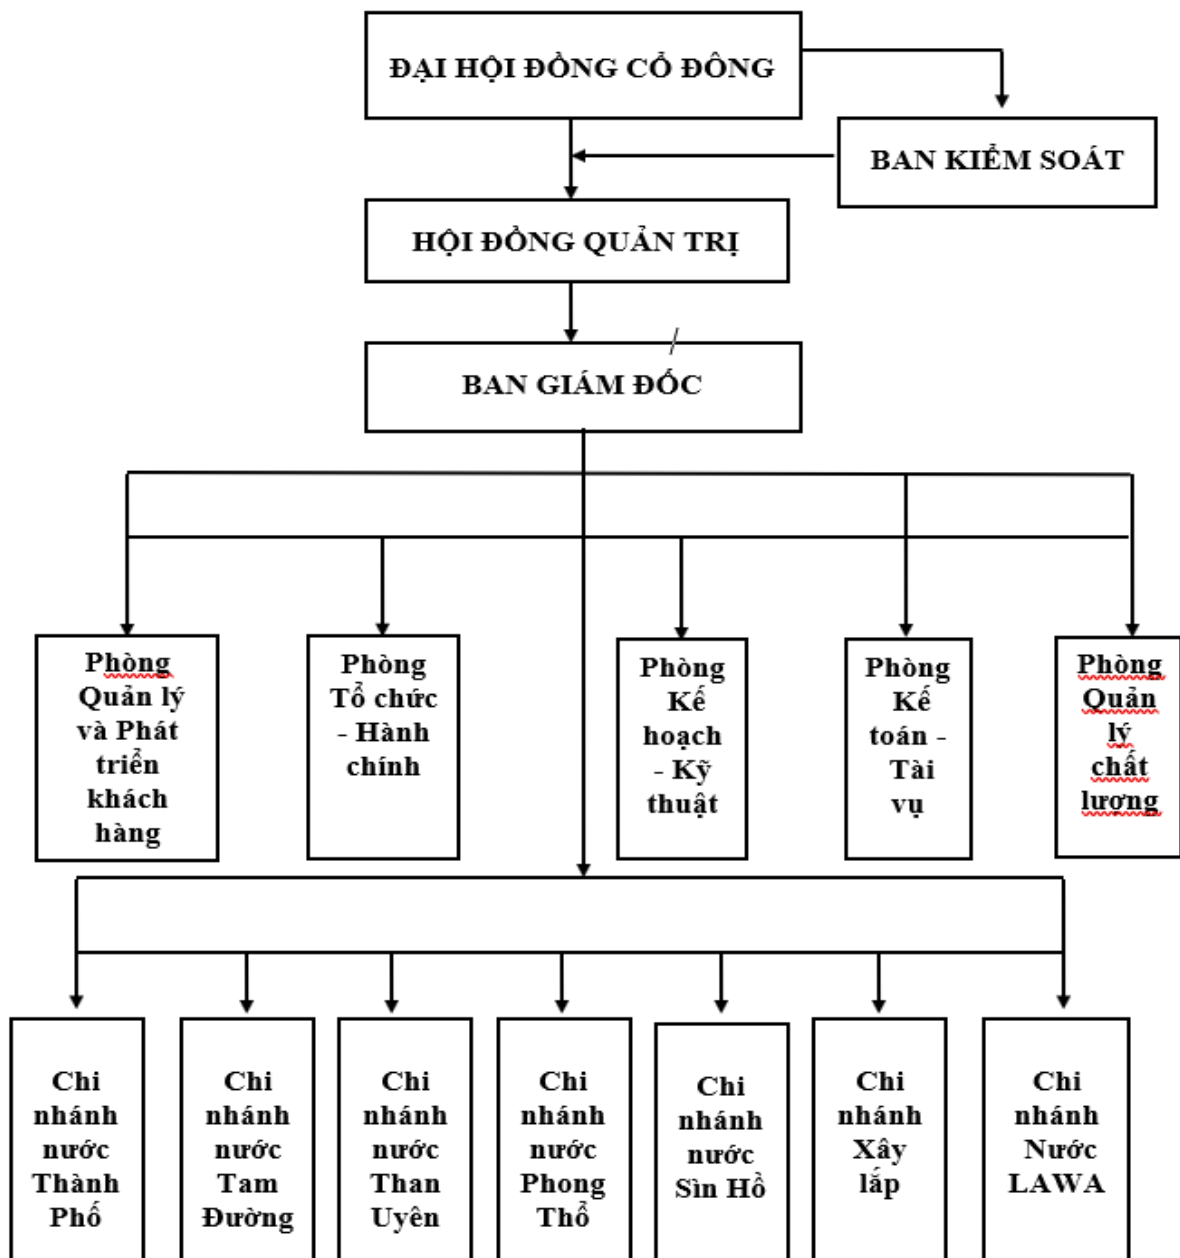 ĐẠI HỘI ĐỒNG CỔ ĐÔNG
BAN KIỂM SOÁT
HỘI ĐỒNG QUẢN TRỊ
BAN GIÁM ĐỐC
Phòng
Quản lý
và Phát
triển
khách
hàng
Phòng
Tổ chức
- Hành
chính
Phòng
Kế
hoạch
- Kỹ
thuật
Phòng
Kế
toán -
Tài
vụ
Phòng
Quản
lý
chất
lượng
Chi
nhánh
nước
Thành
Phố
Chi
nhánh
nước
Tam
Đường
Chi
nhánh
nước
Than
Uyên
Chi
nhánh
nước
Phong
Thổ
Chi
nhánh
nước
Sìn Hồ
Chi
nhánh
Xây
lắp
Chi
nhánh
Nước
LAWA